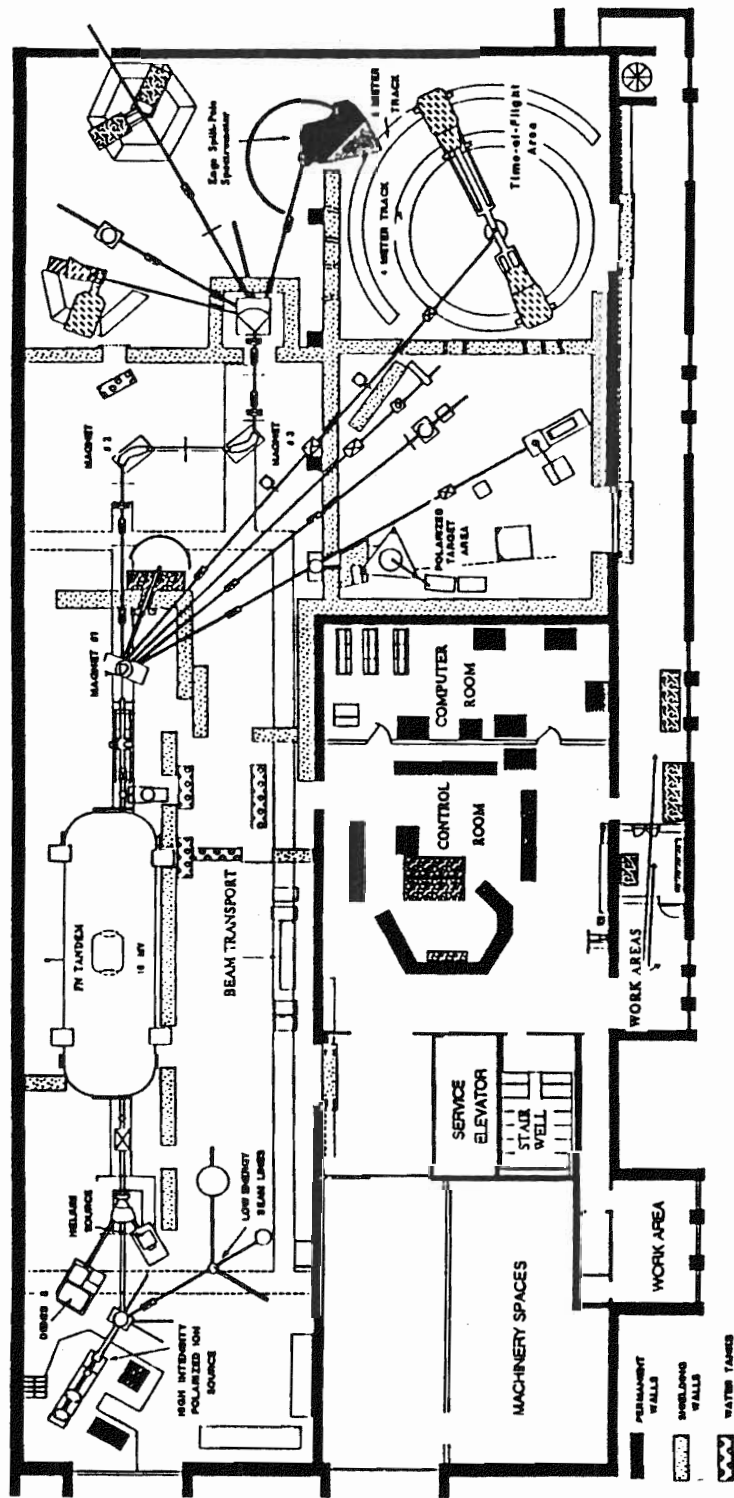 Enge Split-Pole
Spectrometer
6 METER
TRACK
4 METER TRACK
Time-of-Flight
Area
MAGNET
# 2
MAGNET
# 3
MAGNET #1
POLARIZED
TARGET
AREA
COMPUTER
ROOM
CONTROL
ROOM
FN TANDEM
10 MV
BEAM TRANSPORT
WORK AREAS
SERVICE
ELEVATOR
STAIR
WELL
HELIUM
SOURCE
LOW ENERGY
BEAM LINES
HIGH INTENSITY
POLARIZED ION
SOURCE
MACHINERY SPACES
WORK AREA
PERMANENT
WALLS
SHIELDING
WALLS
WATER TANKS